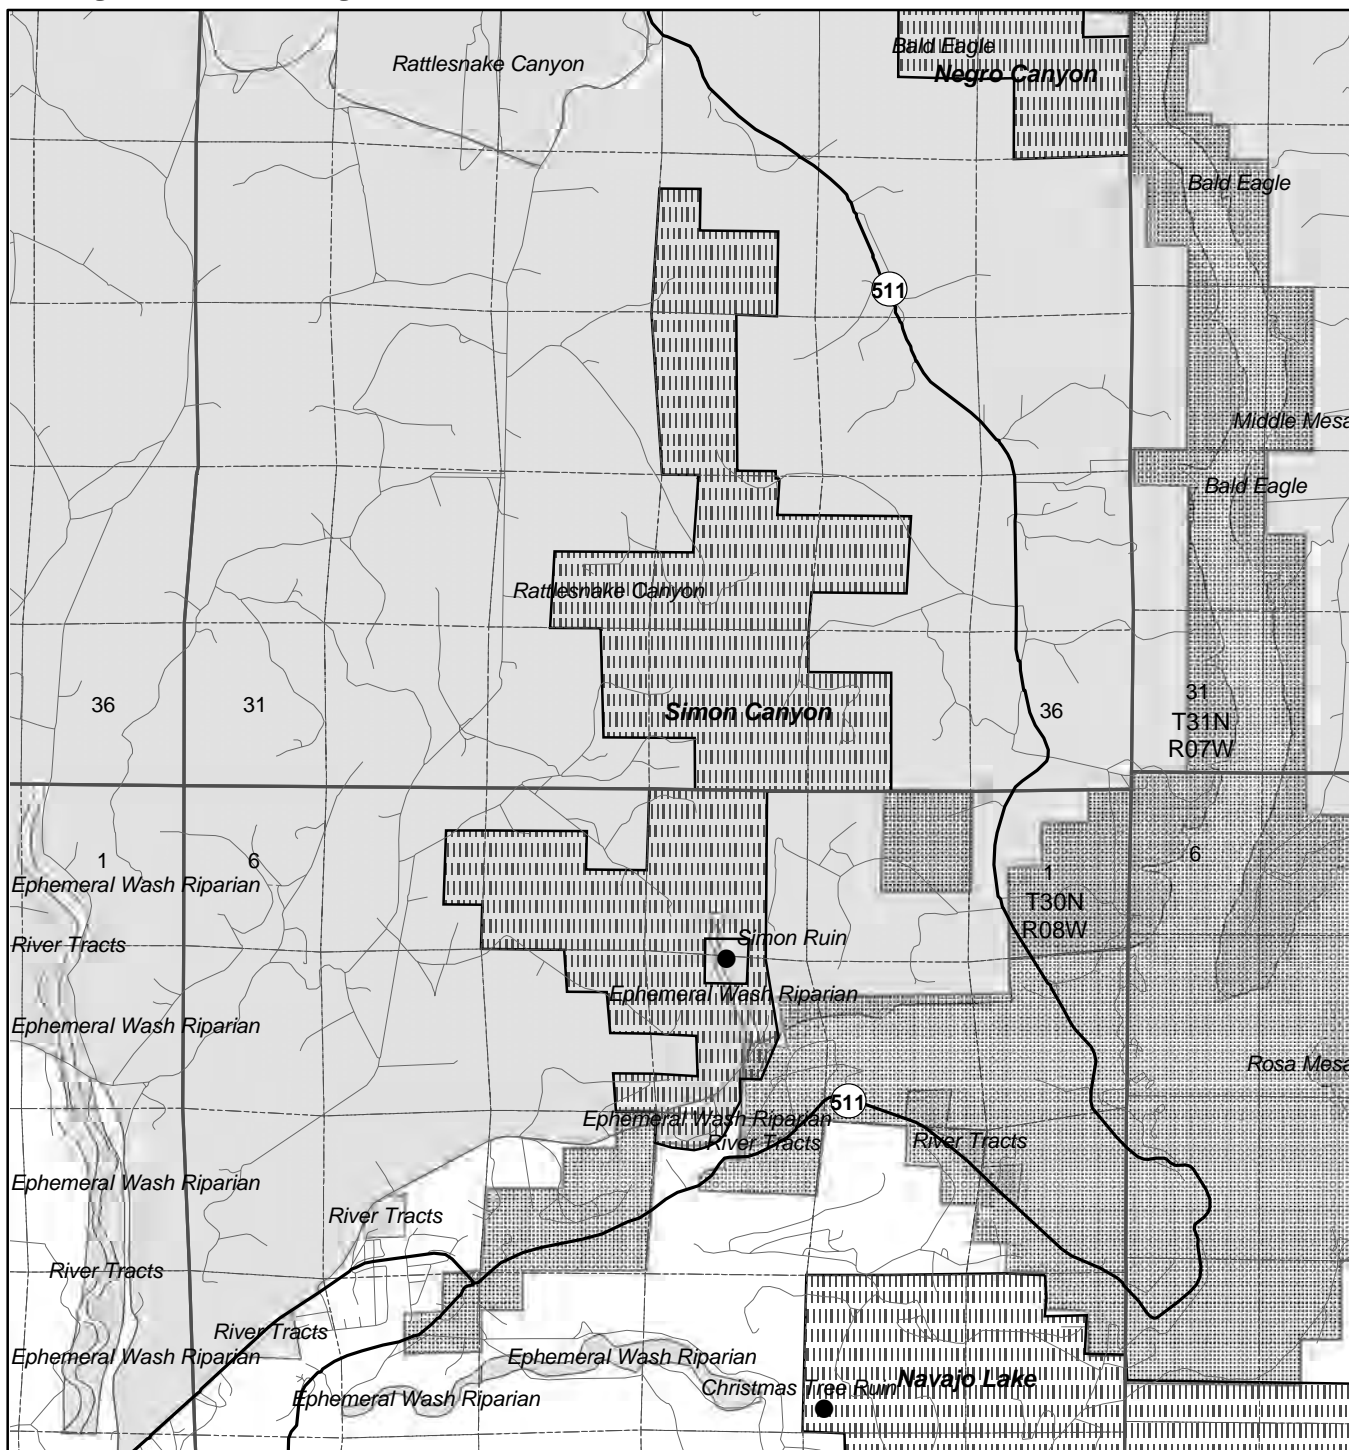 Bald Eagle
Rattlesnake Canyon
Negro Canyon
Bald Eagle
511
Middle Mesa
Bald Eagle
Rattlesnake Canyon
36
31
Simon Canyon
36
31
T31N
R07W
1
6
6
1
Ephemeral Wash Riparian
T30N
R08W
River Tracts
Simon Ruin
Ephemeral Wash Riparian
Ephemeral Wash Riparian
Rosa Mesa
511
Ephemeral Wash Riparian
River Tracts
River Tracts
Ephemeral Wash Riparian
River Tracts
River Tracts
River Tracts
Ephemeral Wash Riparian
Ephemeral Wash Riparian
Navajo Lake
Christmas Tree Ruin
Ephemeral Wash Riparian